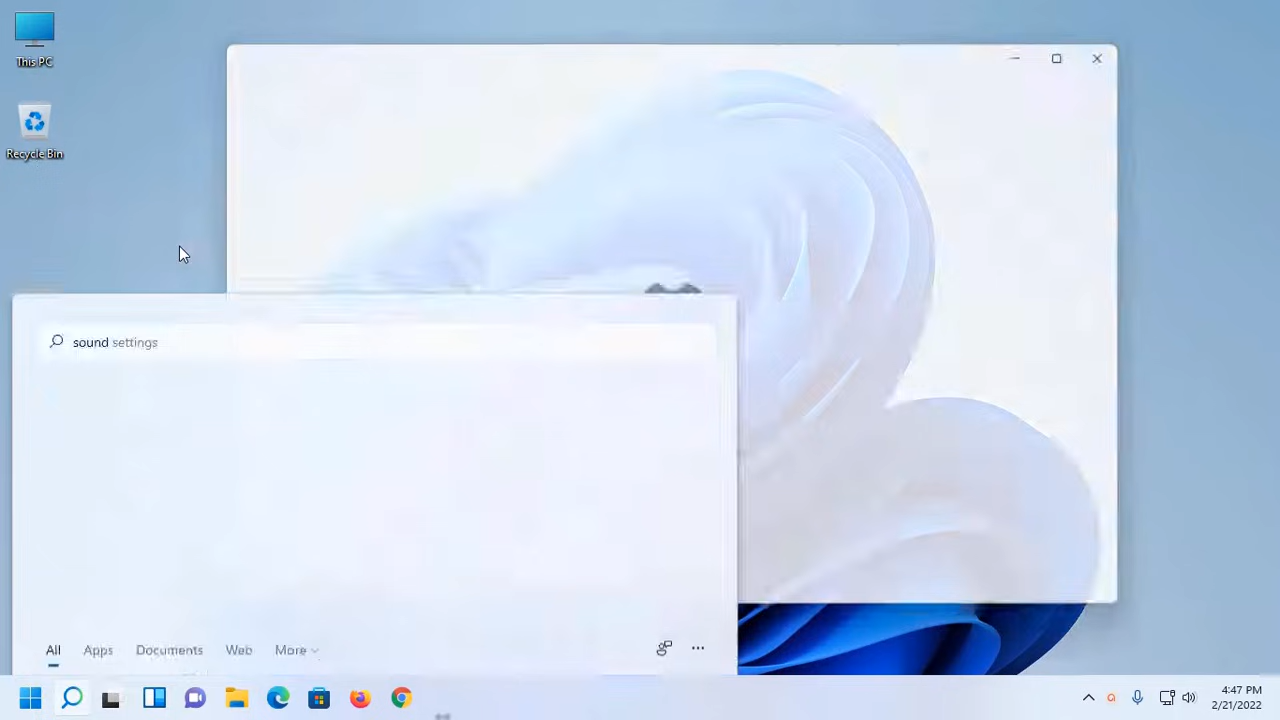 This PC
Recycle Bin
sound settings
All Apps Documents Web More
4:47 PM
2/21/2022